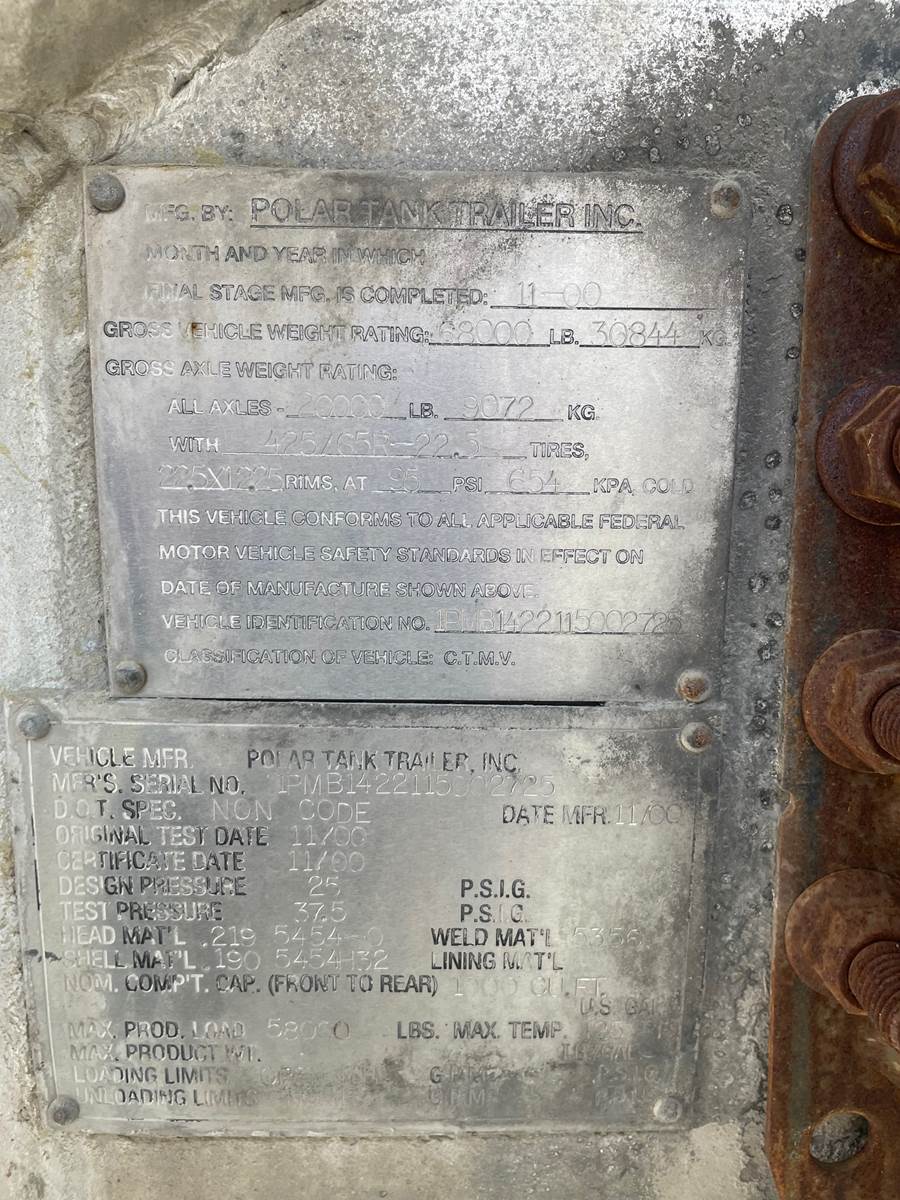 MFG. BY: POLAR TANK TRAILER INC.
MONTH AND YEAR IN WHICH
FINAL STAGE MFG. IS COMPLETED: 11-00
GROSS VEHICLE WEIGHT RATING: 68000 LB. 30844 KG
GROSS AXLE WEIGHT RATING:
ALL AXLES - 20000 LB. 9072 KG.
WITH 425/65R-22.5 TIRES,
22.5X12.25 RIMS, AT 95 PSI 654 KPA, COLD
THIS VEHICLE CONFORMS TO ALL APPLICABLE FEDERAL
MOTOR VEHICLE SAFETY STANDARDS IN EFFECT ON
DATE OF MANUFACTURE SHOWN ABOVE.
VEHICLE IDENTIFICATION NO. 1PMB1422115002725
CLASSIFICATION OF VEHICLE: C.T.M.V.
VEHICLE MFR. POLAR TANK TRAILER, INC.
MFR'S. SERIAL NO. 1PMB1422115002725
D.O.T. SPEC. NON CODE DATE MFR. 11/00
ORIGINAL TEST DATE 11/00
CERTIFICATE DATE 11/00
DESIGN PRESSURE 25 P.S.I.G.
TEST PRESSURE 37.5 P.S.I.G.
HEAD MAT'L .219 5454-0 WELD MAT'L 5356
SHELL MAT'L .190 5454H32 LINING MAT'L
NOM. COMP'T. CAP. (FRONT TO REAR) 1000 CU.FT.
U.S. GAL.
MAX. PROD. LOAD 58000 LBS. MAX. TEMP.
MAX. PRODUCT WT.
LOADING LIMITS G.P.M. P.S.I.G.
UNLOADING LIMITS G.P.M.